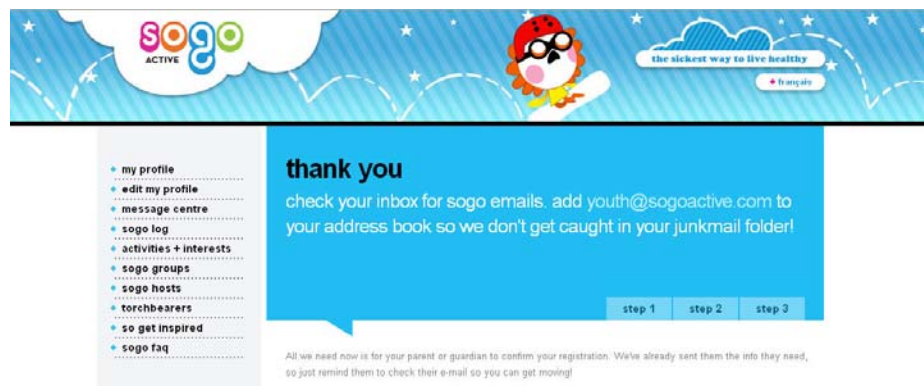 sogo
ACTIVE
the sickest way to live healthy
+ français
my profile
edit my profile
message centre
sogo log
activities + interests
sogo groups
sogo hosts
torchbearers
so get inspired
sogo faq
thank you
check your inbox for sogo emails. add youth@sogoactive.com to
your address book so we don't get caught in your junkmail folder!
step 1 step 2 step 3
All we need now is for your parent or guardian to confirm your registration. We've already sent them the info they need,
so just remind them to check their e-mail so you can get moving!